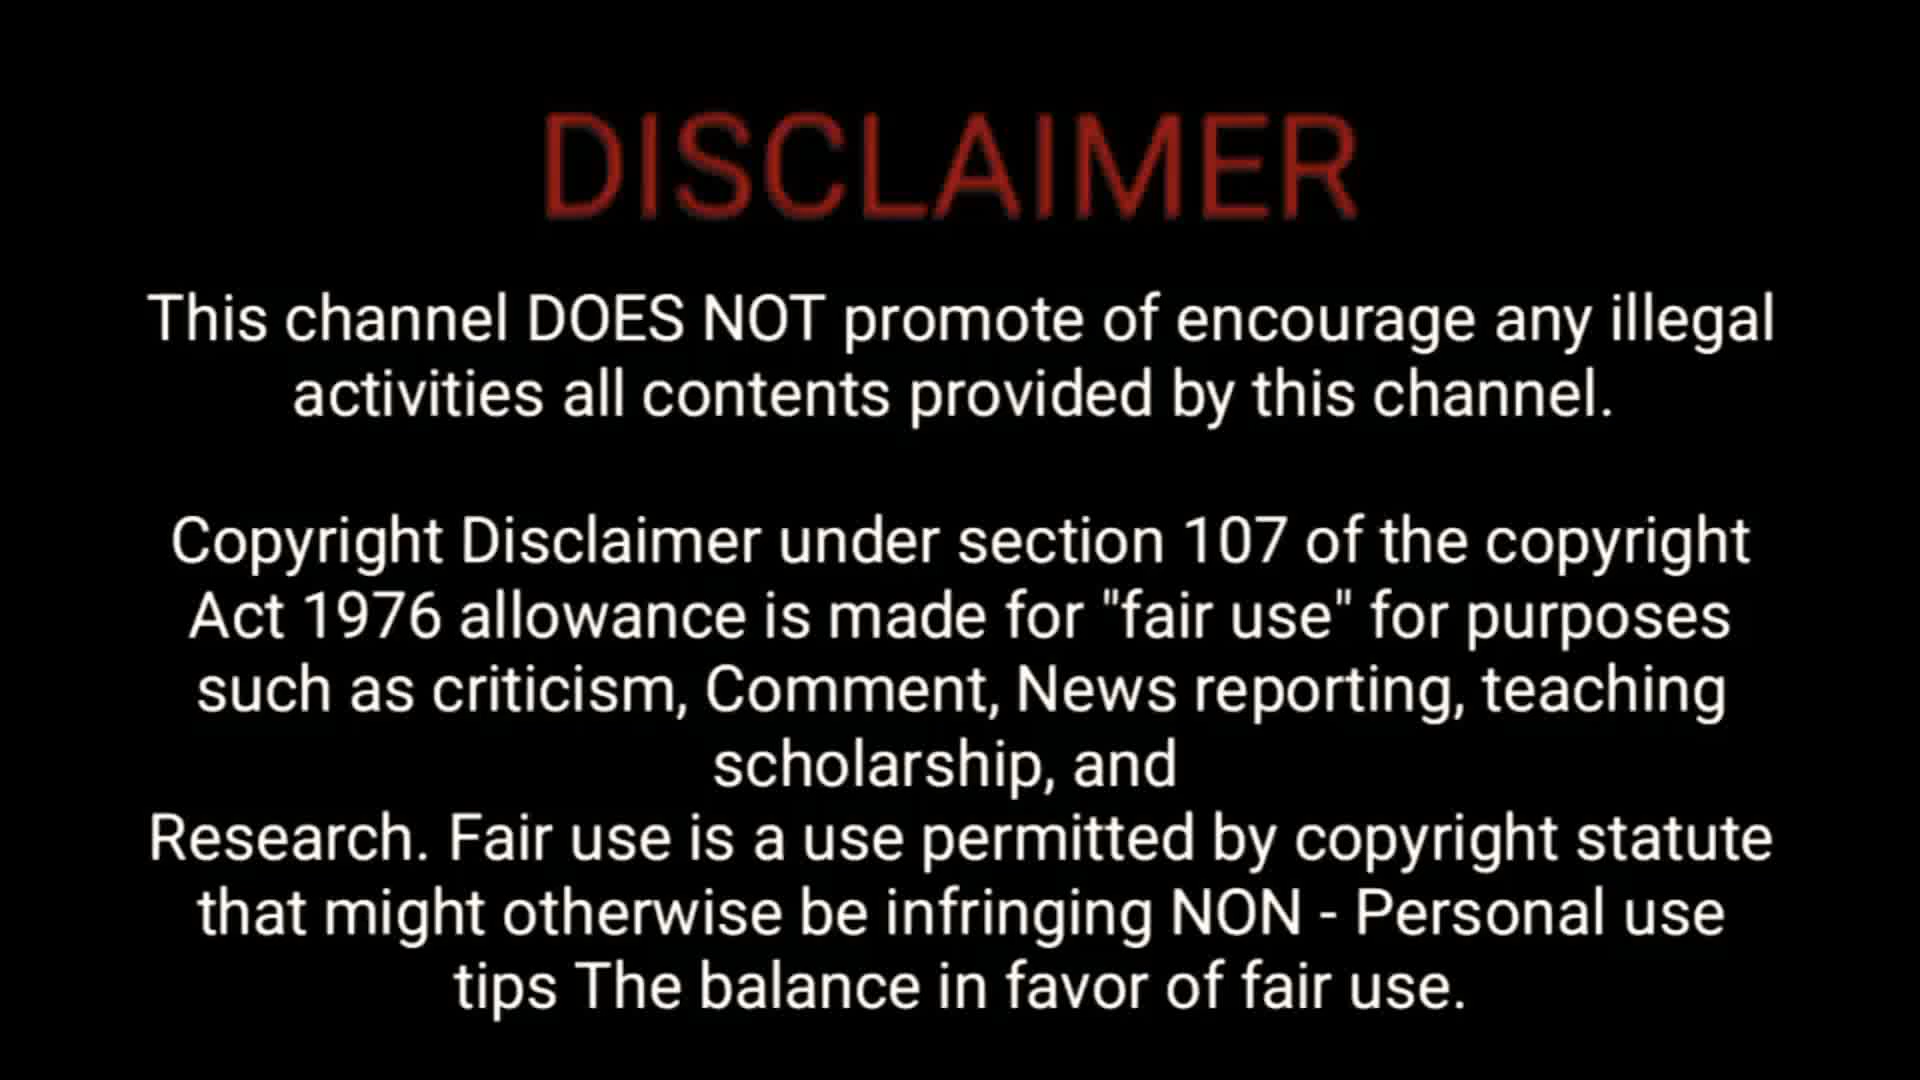 DISCLAIMER
This channel DOES NOT promote of encourage any illegal
activities all contents provided by this channel.
Copyright Disclaimer under section 107 of the copyright
Act 1976 allowance is made for "fair use" for purposes
such as criticism, Comment, News reporting, teaching
scholarship, and
Research. Fair use is a use permitted by copyright statute
that might otherwise be infringing NON - Personal use
tips The balance in favor of fair use.